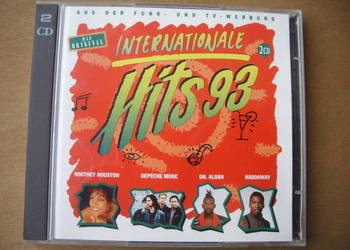 AUS DER FUNK- UND TV-WERBUNG
2
CD
DIE
ORIGINAL
INTERNATIONALE
2CD
Hits 93
WHITNEY HOUSTON
DEPECHE MODE
DR. ALBAN
HADDAWAY